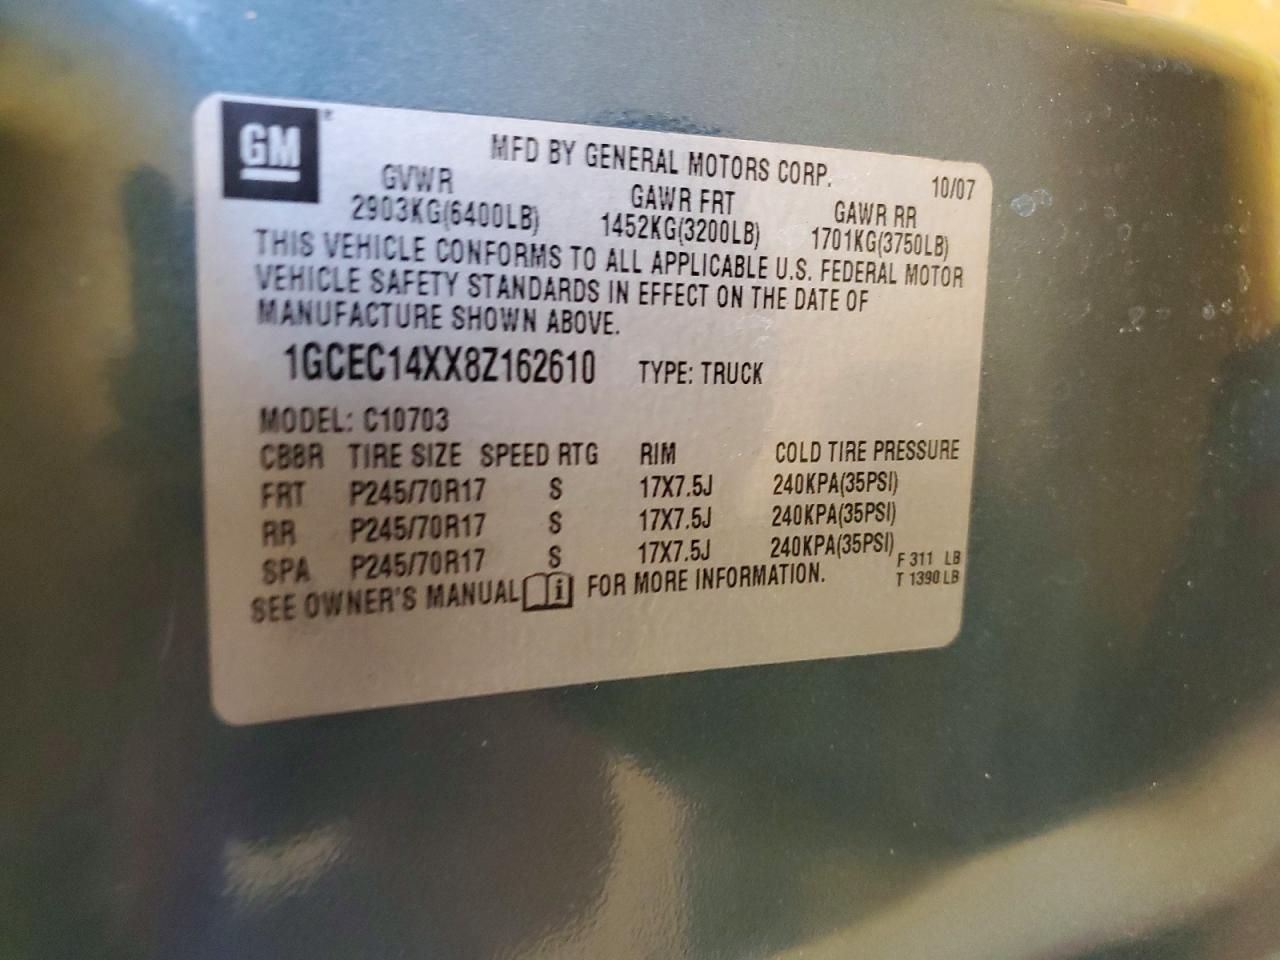 GM®
MFD BY GENERAL MOTORS CORP.
10/07
GVWR GAWR FRT GAWR RR
2903KG(6400LB) 1452KG(3200LB) 1701KG(3750LB)
THIS VEHICLE CONFORMS TO ALL APPLICABLE U.S. FEDERAL MOTOR
VEHICLE SAFETY STANDARDS IN EFFECT ON THE DATE OF
MANUFACTURE SHOWN ABOVE.
1GCEC14XX8Z162610 TYPE: TRUCK
MODEL: C10703
CB8R TIRE SIZE SPEED RTG RIM COLD TIRE PRESSURE
FRT P245/70R17 S 17X7.5J 240KPA(35PSI)
RR P245/70R17 S 17X7.5J 240KPA(35PSI)
SPA P245/70R17 S 17X7.5J 240KPA(35PSI)
F 311 LB
T 1390 LB
SEE OWNER'S MANUAL i FOR MORE INFORMATION.